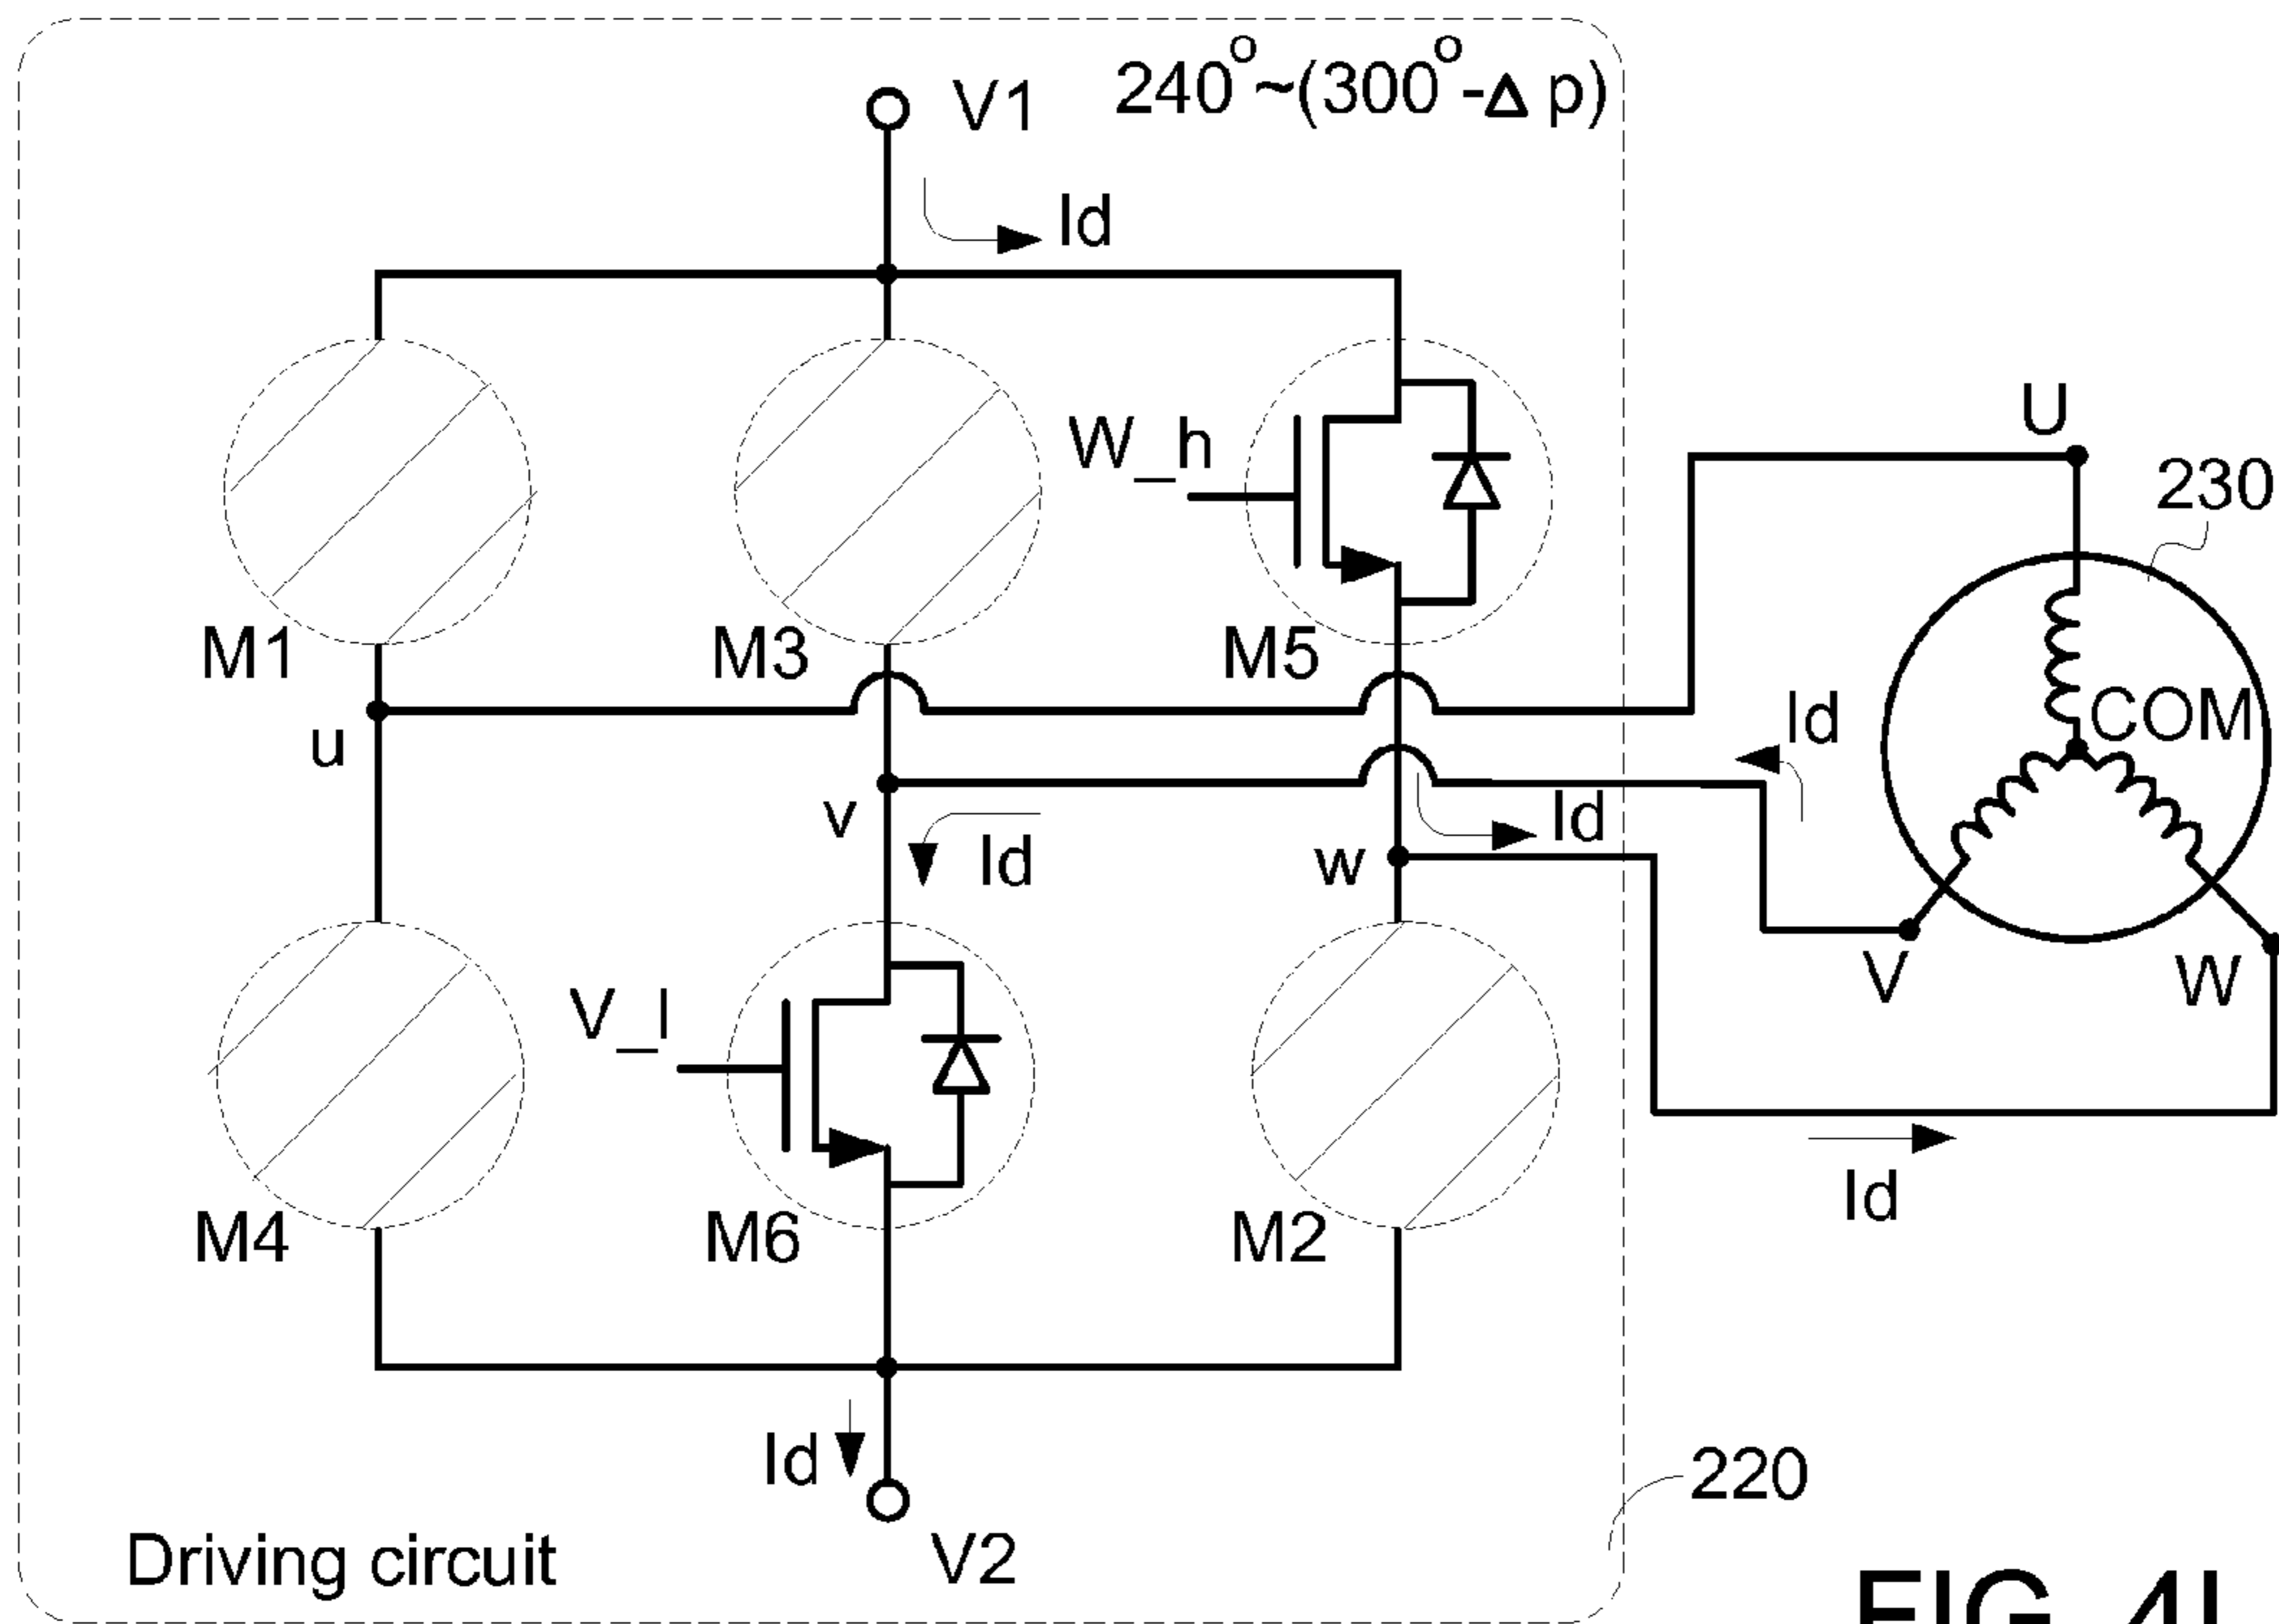 V1
240°~(300°-Δ p)
Id
W_h
U
230
M1
M3
M5
COM
Id
u
v
Id
Id
w
V_l
V
W
M4
M6
M2
Id
Id
220
Driving circuit
V2